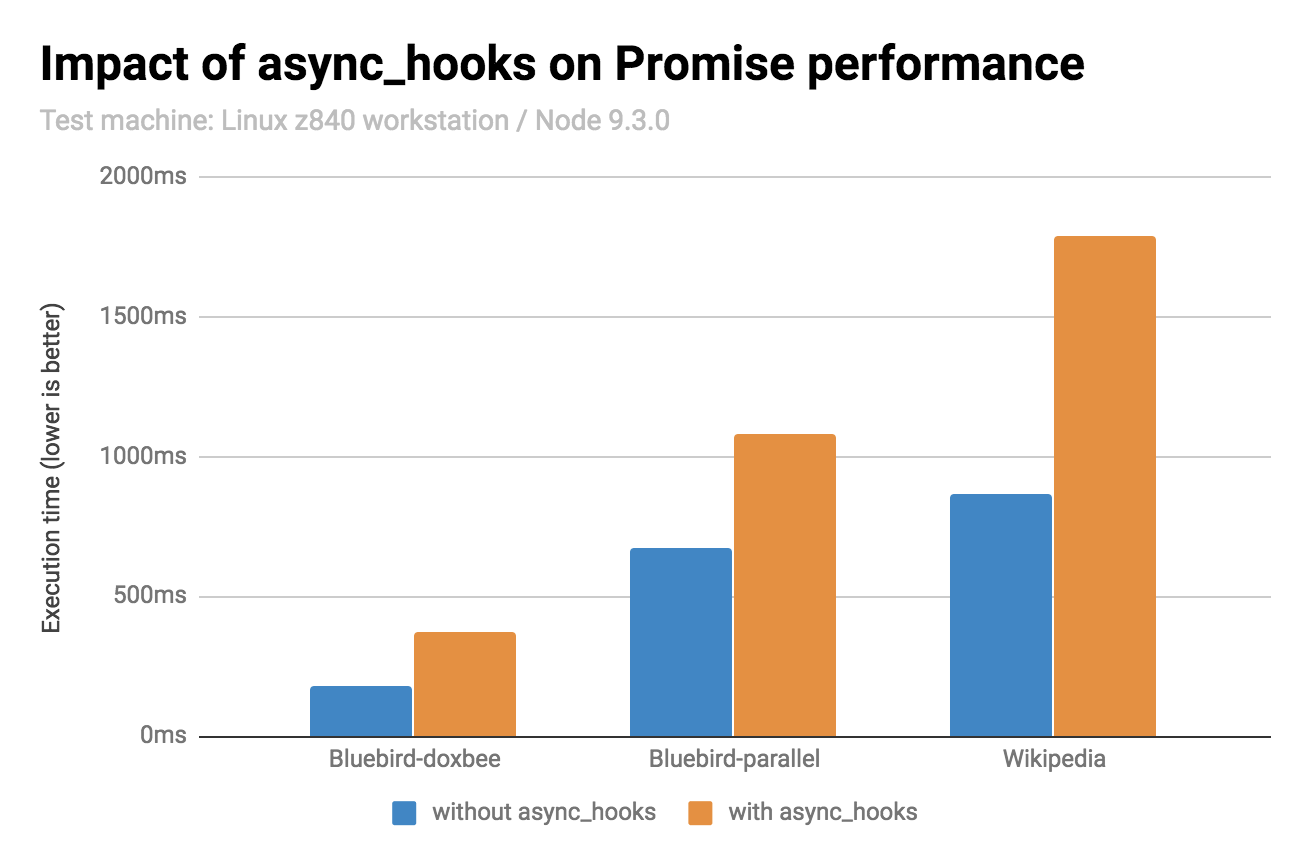 Impact of async_hooks on Promise performance
Test machine: Linux z840 workstation / Node 9.3.0
Execution time (lower is better)
2000ms
1500ms
1000ms
500ms
0ms
Bluebird-doxbee Bluebird-parallel Wikipedia
without async_hooks with async_hooks